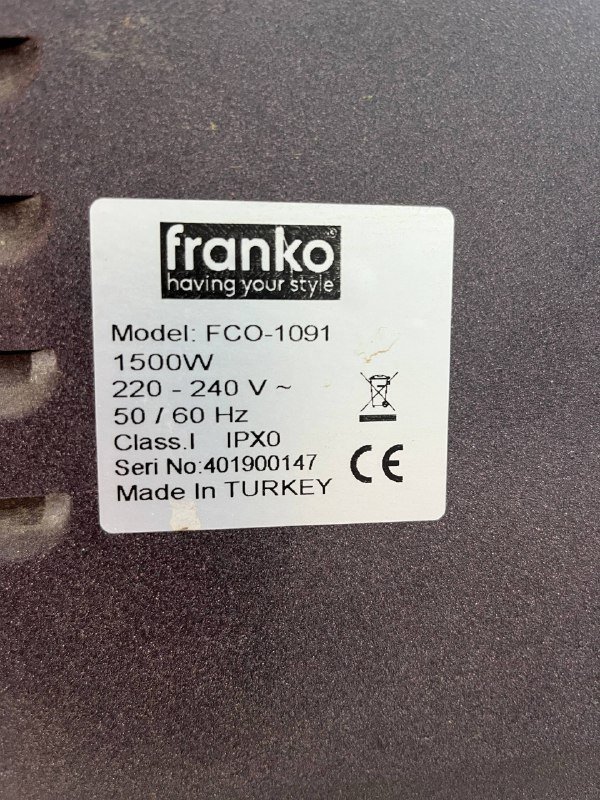 franko
having your style
Model: FCO-1091
1500W
220 - 240 V ~
50 / 60 Hz
Class.I IPX0
Seri No:401900147
Made In TURKEY
CE